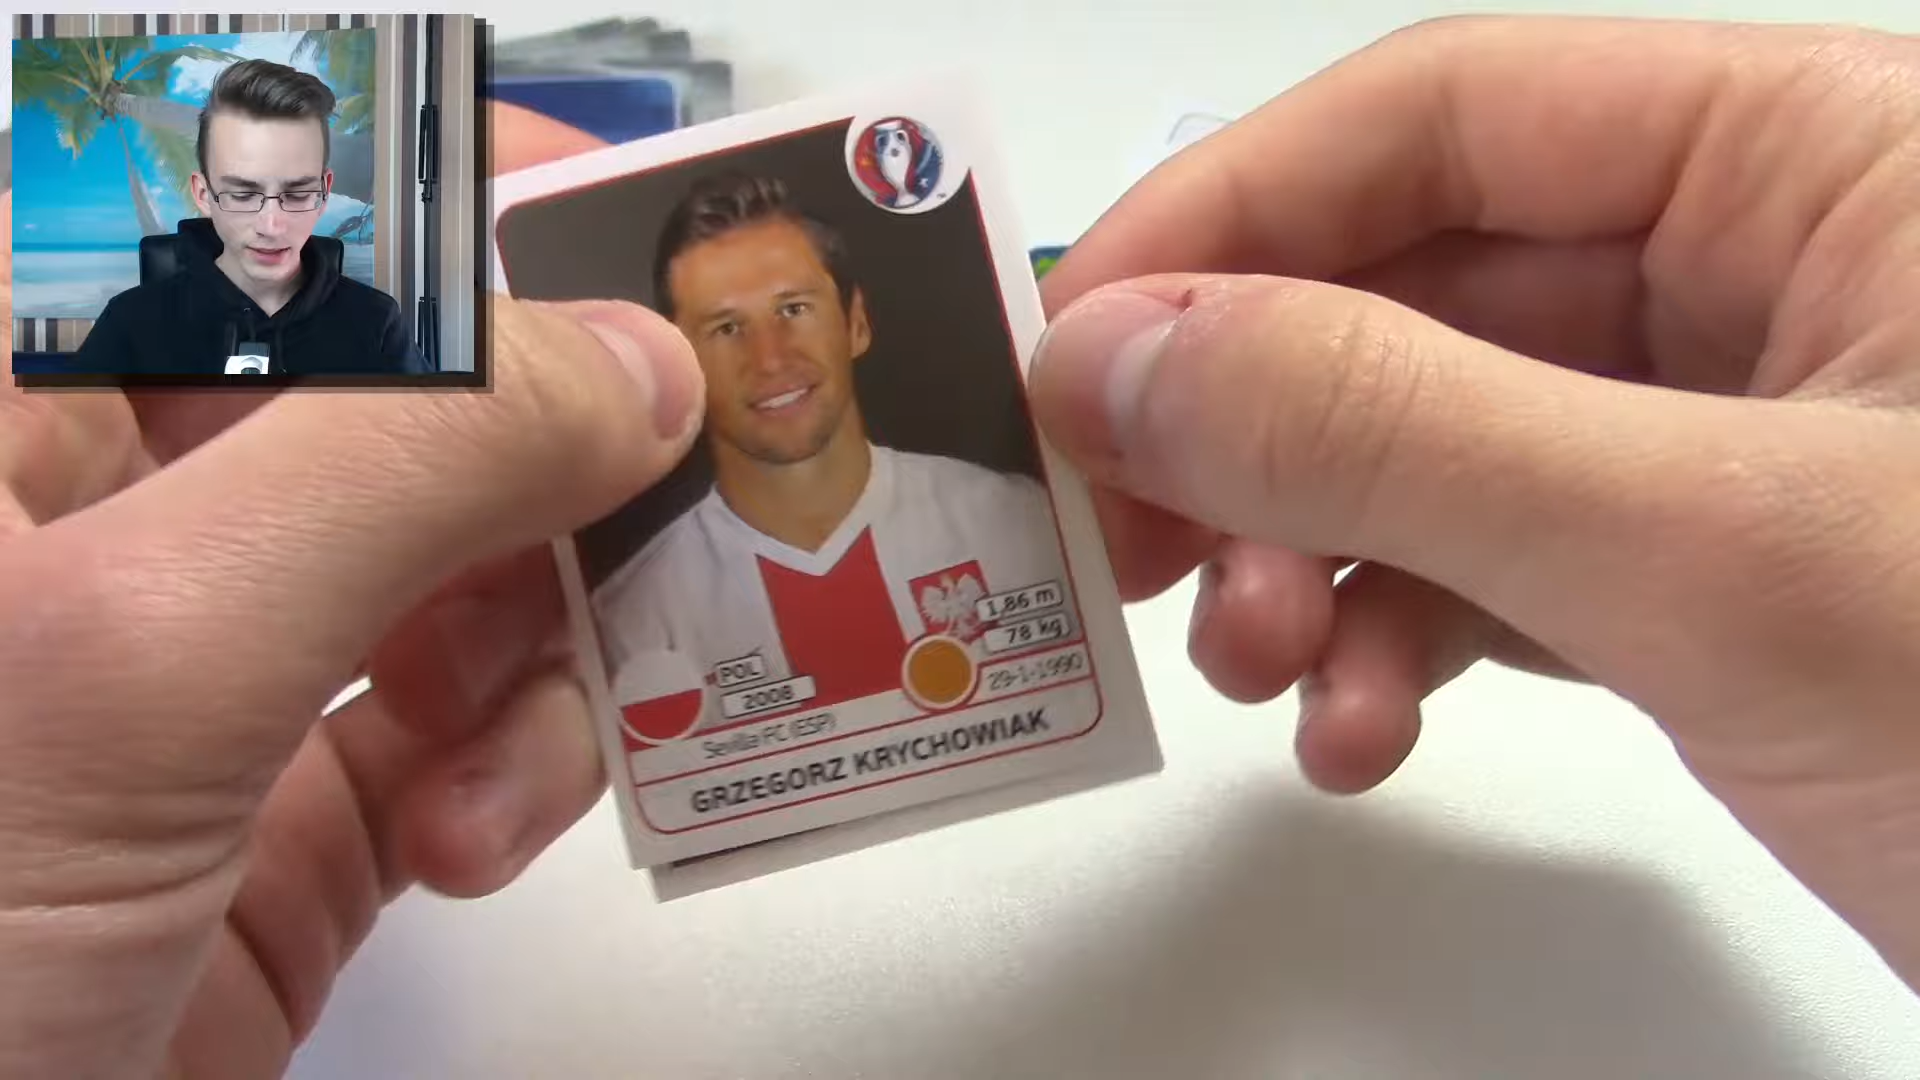 1,86 m
78 kg
POL
2008
29-1-1990
Sevilla FC (ESP)
GRZEGORZ KRYCHOWIAK